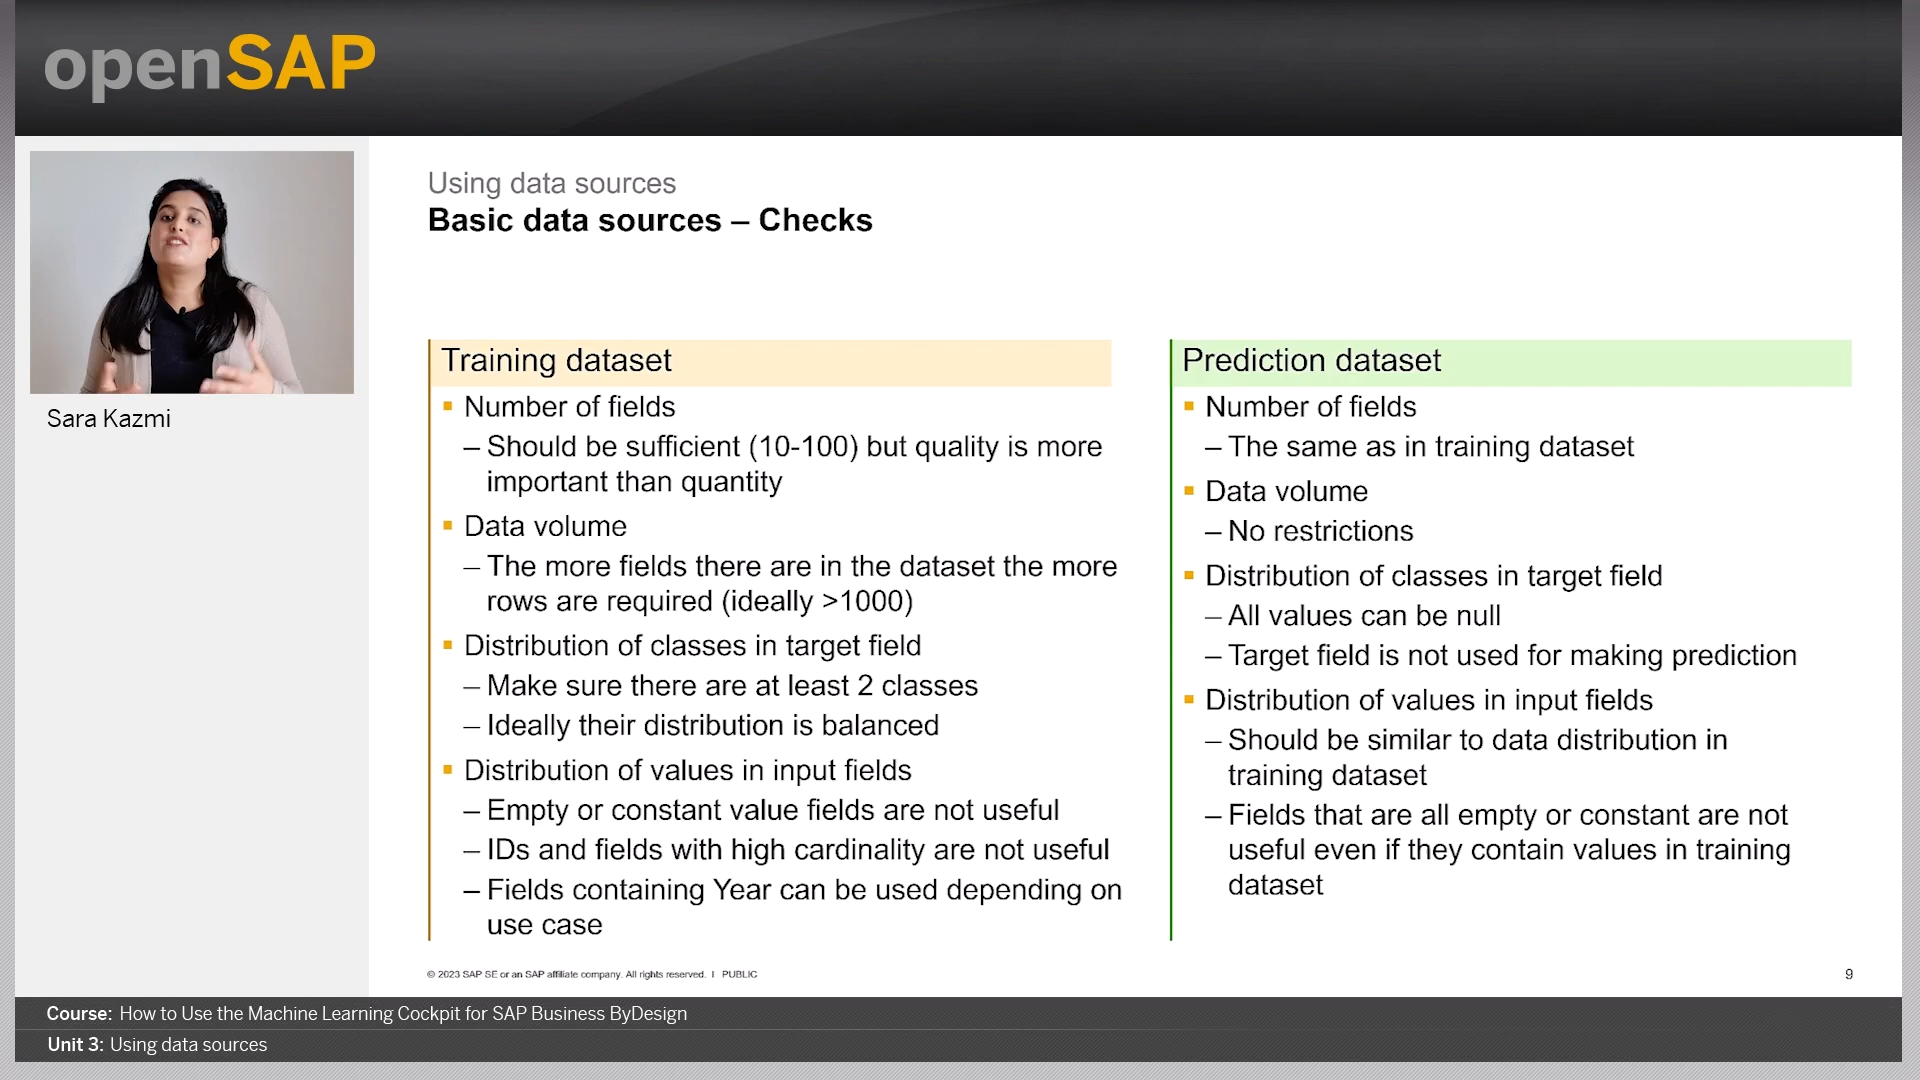 openSAP
Sara Kazmi
Using data sources
Basic data sources – Checks
Training dataset
▪ Number of fields
– Should be sufficient (10-100) but quality is more
important than quantity
▪ Data volume
– The more fields there are in the dataset the more
rows are required (ideally >1000)
▪ Distribution of classes in target field
– Make sure there are at least 2 classes
– Ideally their distribution is balanced
▪ Distribution of values in input fields
– Empty or constant value fields are not useful
– IDs and fields with high cardinality are not useful
– Fields containing Year can be used depending on
use case
Prediction dataset
▪ Number of fields
– The same as in training dataset
▪ Data volume
– No restrictions
▪ Distribution of classes in target field
– All values can be null
– Target field is not used for making prediction
▪ Distribution of values in input fields
– Should be similar to data distribution in
training dataset
– Fields that are all empty or constant are not
useful even if they contain values in training
dataset
© 2023 SAP SE or an SAP affiliate company. All rights reserved. I PUBLIC
9
Course: How to Use the Machine Learning Cockpit for SAP Business ByDesign
Unit 3: Using data sources